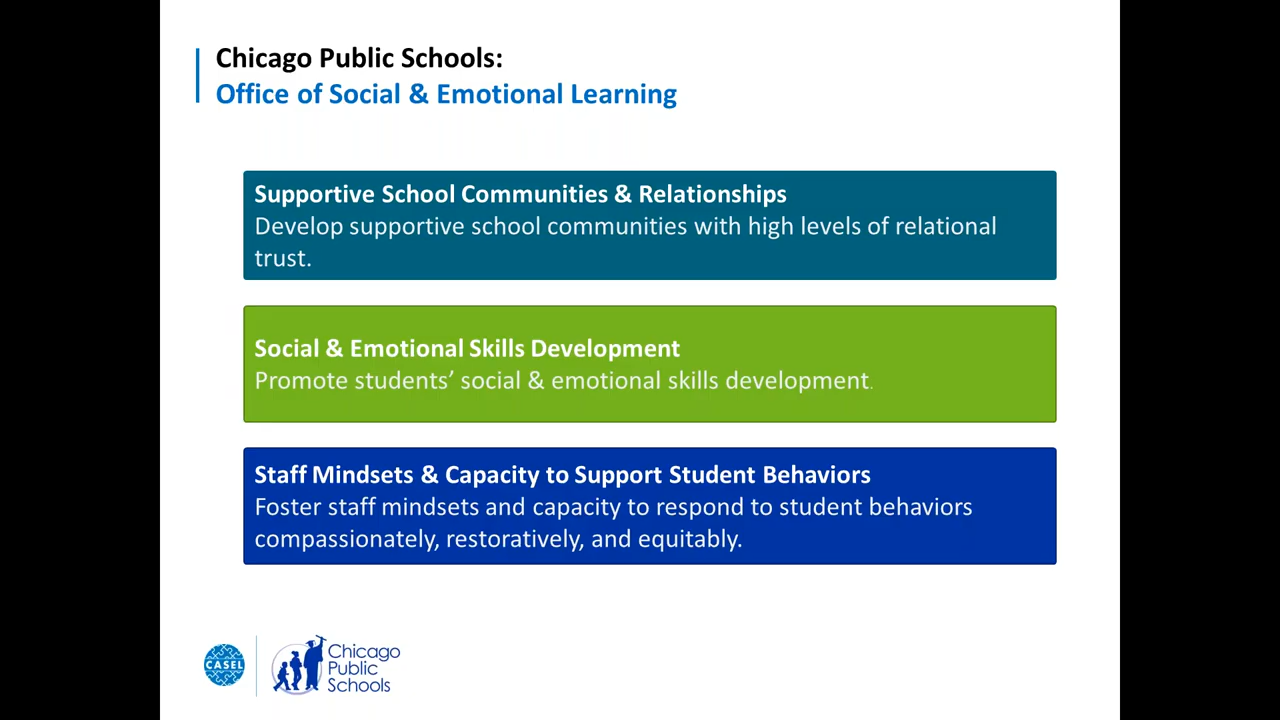 Chicago Public Schools:
Office of Social & Emotional Learning
Supportive School Communities & Relationships
Develop supportive school communities with high levels of relational
trust.
Social & Emotional Skills Development
Promote students’ social & emotional skills development.
Staff Mindsets & Capacity to Support Student Behaviors
Foster staff mindsets and capacity to respond to student behaviors
compassionately, restoratively, and equitably.
CASEL
Chicago
Public
Schools